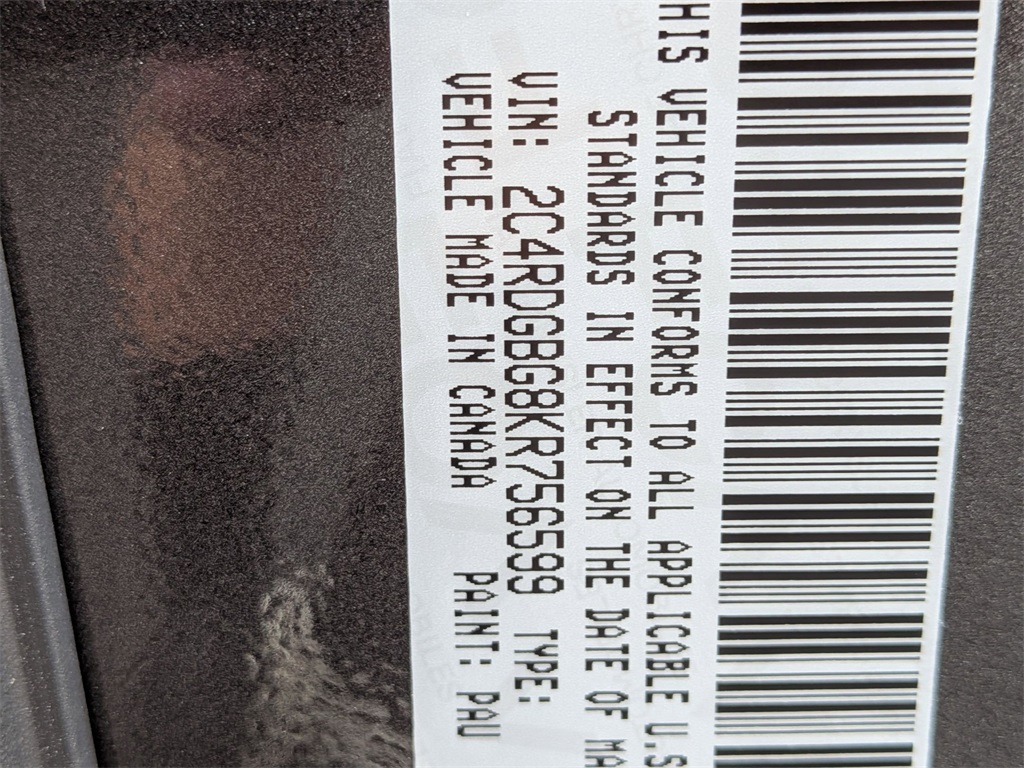 THIS VEHICLE CONFORMS TO ALL APPLICABLE U.S
STANDARDS IN EFFECT ON THE DATE OF MA
VIN: 2C4RDGBG8KR756599 TYPE:
VEHICLE MADE IN CANADA PAINT: PAU